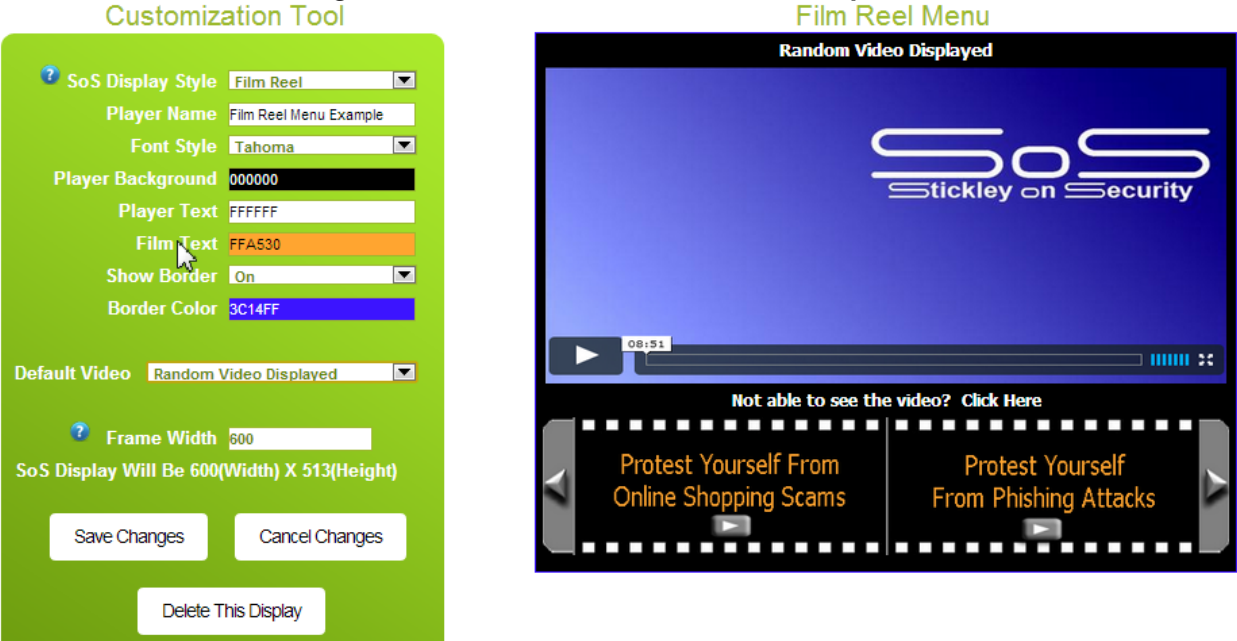 Customization Tool
SoS Display Style Film Reel
Player Name Film Reel Menu Example
Font Style Tahoma
Player Background 000000
Player Text FFFFFF
Film Text FFA530
Show Border On
Border Color 3C14FF
Default Video Random Video Displayed
Frame Width 600
SoS Display Will Be 600(Width) X 513(Height)
Save Changes Cancel Changes
Delete This Display
Film Reel Menu
Random Video Displayed
SoS
Stickley on Security
08:51
Not able to see the video? Click Here
Protest Yourself From
Online Shopping Scams
Protest Yourself
From Phishing Attacks